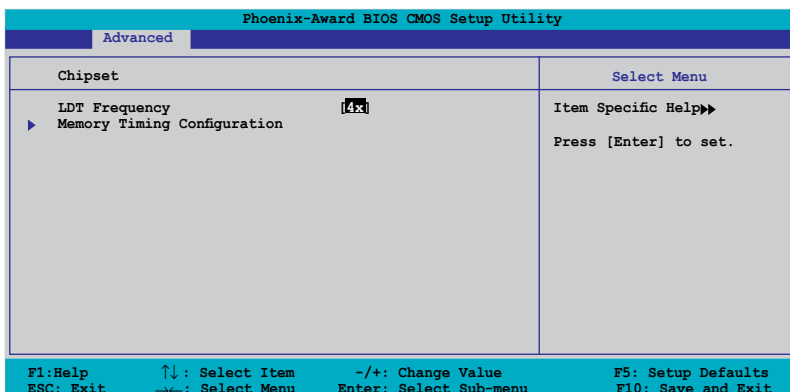 Phoenix-Award BIOS CMOS Setup Utility
Advanced
Chipset
Select Menu
LDT Frequency [4x]
Memory Timing Configuration
Item Specific Help
Press [Enter] to set.
F1:Help ↑↓: Select Item -/+: Change Value F5: Setup Defaults
ESC: Exit →←: Select Menu Enter: Select Sub-menu F10: Save and Exit